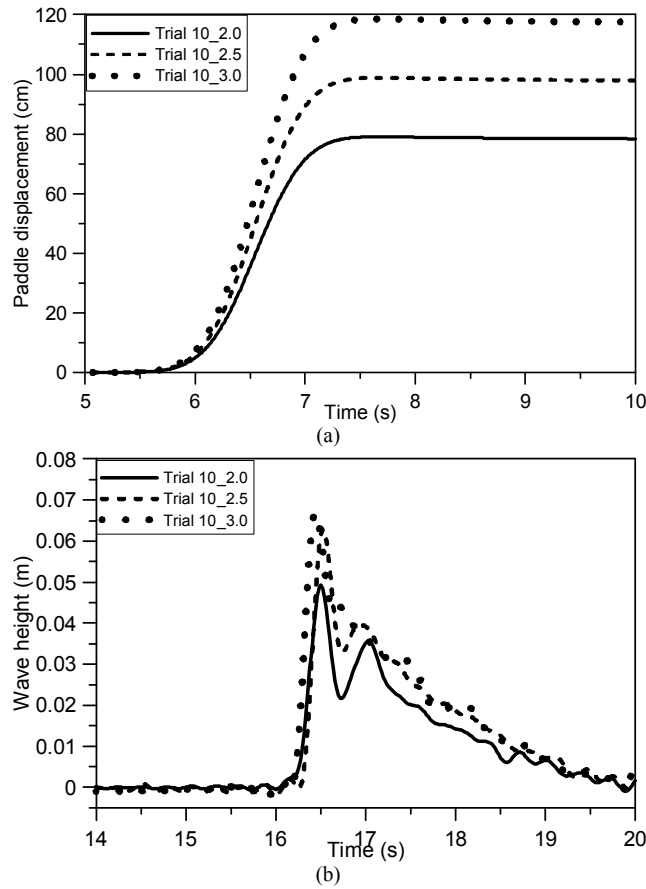 120
100
80
60
40
20
0
Paddle displacement (cm)
Trial 10_2.0
Trial 10_2.5
Trial 10_3.0
5 6 7 8 9 10
Time (s)
(a)
0.08
0.07
0.06
0.05
0.04
0.03
0.02
0.01
0
Wave height (m)
Trial 10_2.0
Trial 10_2.5
Trial 10_3.0
14 15 16 17 18 19 20
Time (s)
(b)